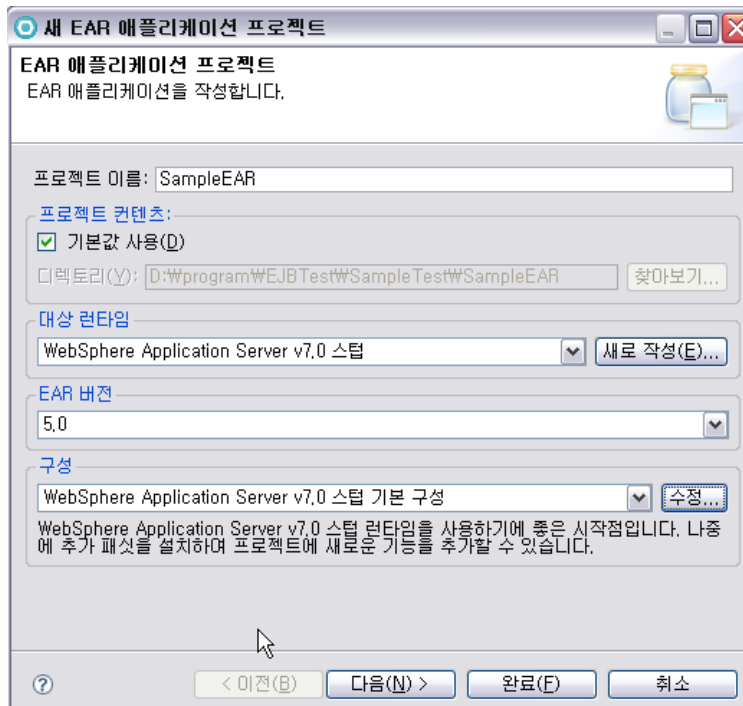 새 EAR 애플리케이션 프로젝트
EAR 애플리케이션 프로젝트
EAR 애플리케이션을 작성합니다.
프로젝트 이름: SampleEAR
프로젝트 컨텐츠:
기본값 사용(D)
디렉토리(Y): D:₩program₩EJBTest₩SampleTest₩SampleEAR 찾아보기...
대상 런타임
WebSphere Application Server v7.0 스텁 새로 작성(E)...
EAR 버전
5.0
구성
WebSphere Application Server v7.0 스텁 기본 구성 수정...
WebSphere Application Server v7.0 스텁 런타임을 사용하기에 좋은 시작점입니다. 나중
에 추가 패싯을 설치하여 프로젝트에 새로운 기능을 추가할 수 있습니다.
? < 이전(B) 다음(N) > 완료(F) 취소